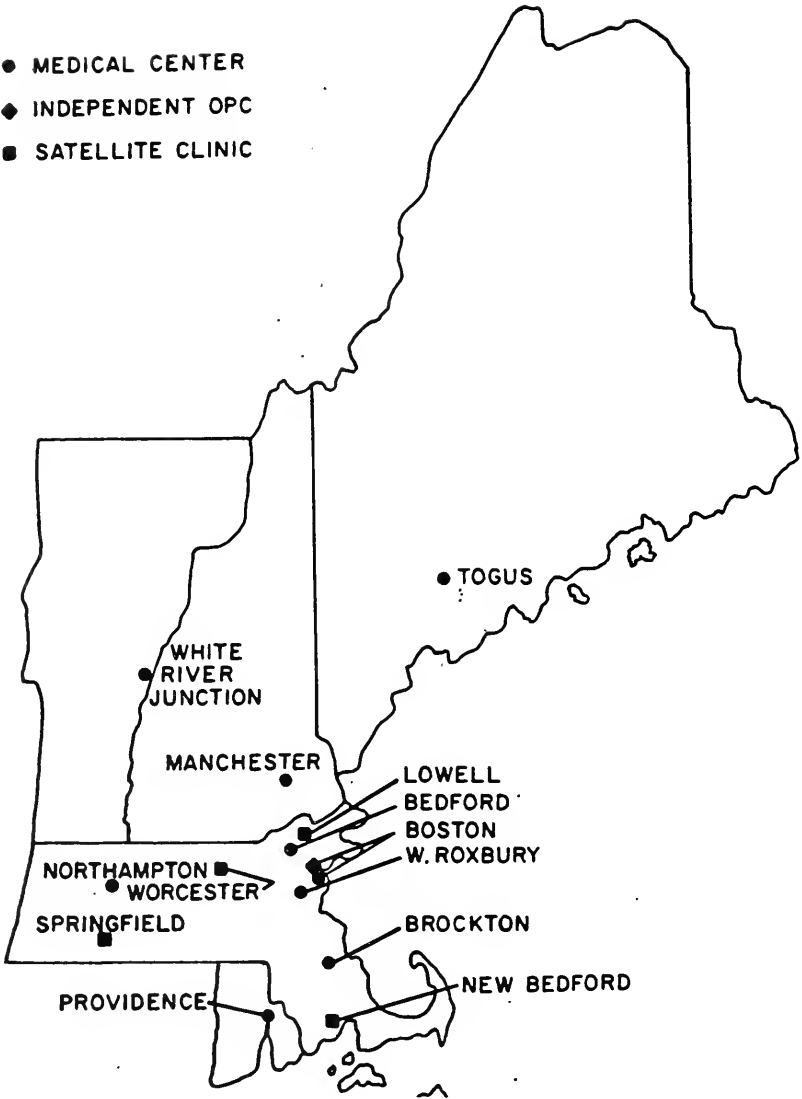 MEDICAL CENTER
INDEPENDENT OPC
SATELLITE CLINIC
TOGUS
WHITE
RIVER
JUNCTION
MANCHESTER
LOWELL
BEDFORD
BOSTON
W. ROXBURY
NORTHAMPTON
WORCESTER
SPRINGFIELD
BROCKTON
NEW BEDFORD
PROVIDENCE